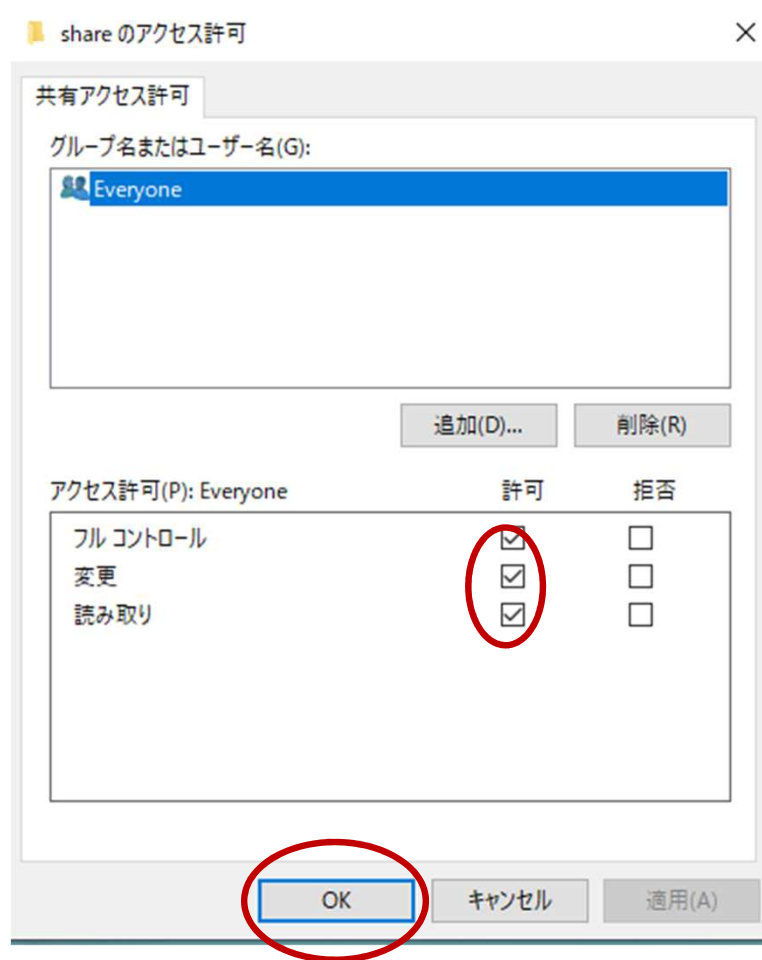 share のアクセス許可
共有アクセス許可
グループ名またはユーザー名(G):
Everyone
追加(D)...
削除(R)
アクセス許可(P): Everyone 許可 拒否
フル コントロール
変更
読み取り
OK
キャンセル
適用(A)